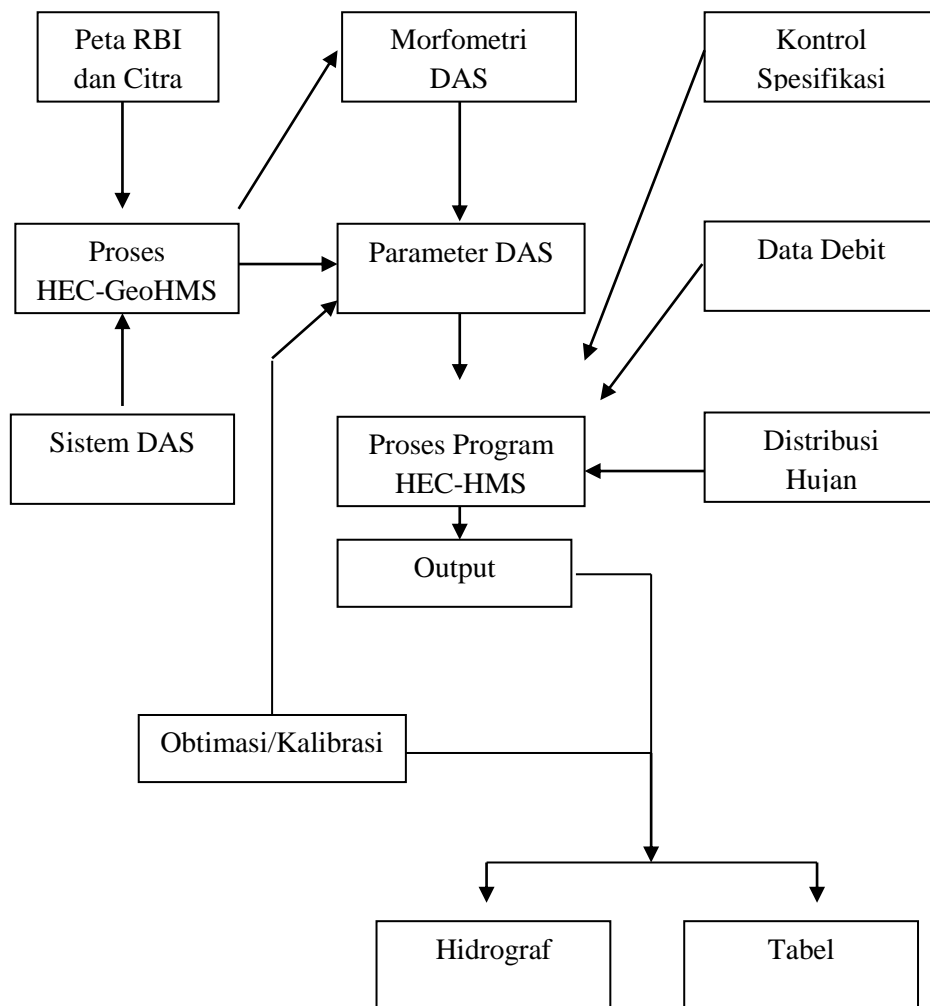 Peta RBI
dan Citra
Morfometri
DAS
Kontrol
Spesifikasi
Proses
HEC-GeoHMS
Parameter DAS
Data Debit
Sistem DAS
Proses Program
HEC-HMS
Distribusi
Hujan
Output
Obtimasi/Kalibrasi
Hidrograf
Tabel